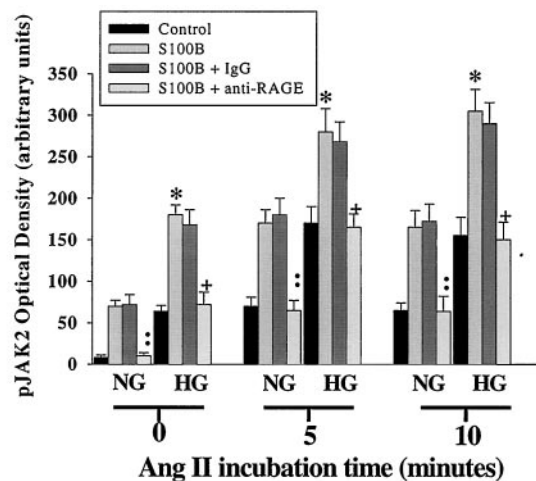 Control
S100B
S100B + IgG
S100B + anti-RAGE
pJAK2 Optical Density (arbitrary units)
350
300
250
200
150
100
50
0
* * *
+ + +
NG HG NG HG NG HG
0 5 10
Ang II incubation time (minutes)